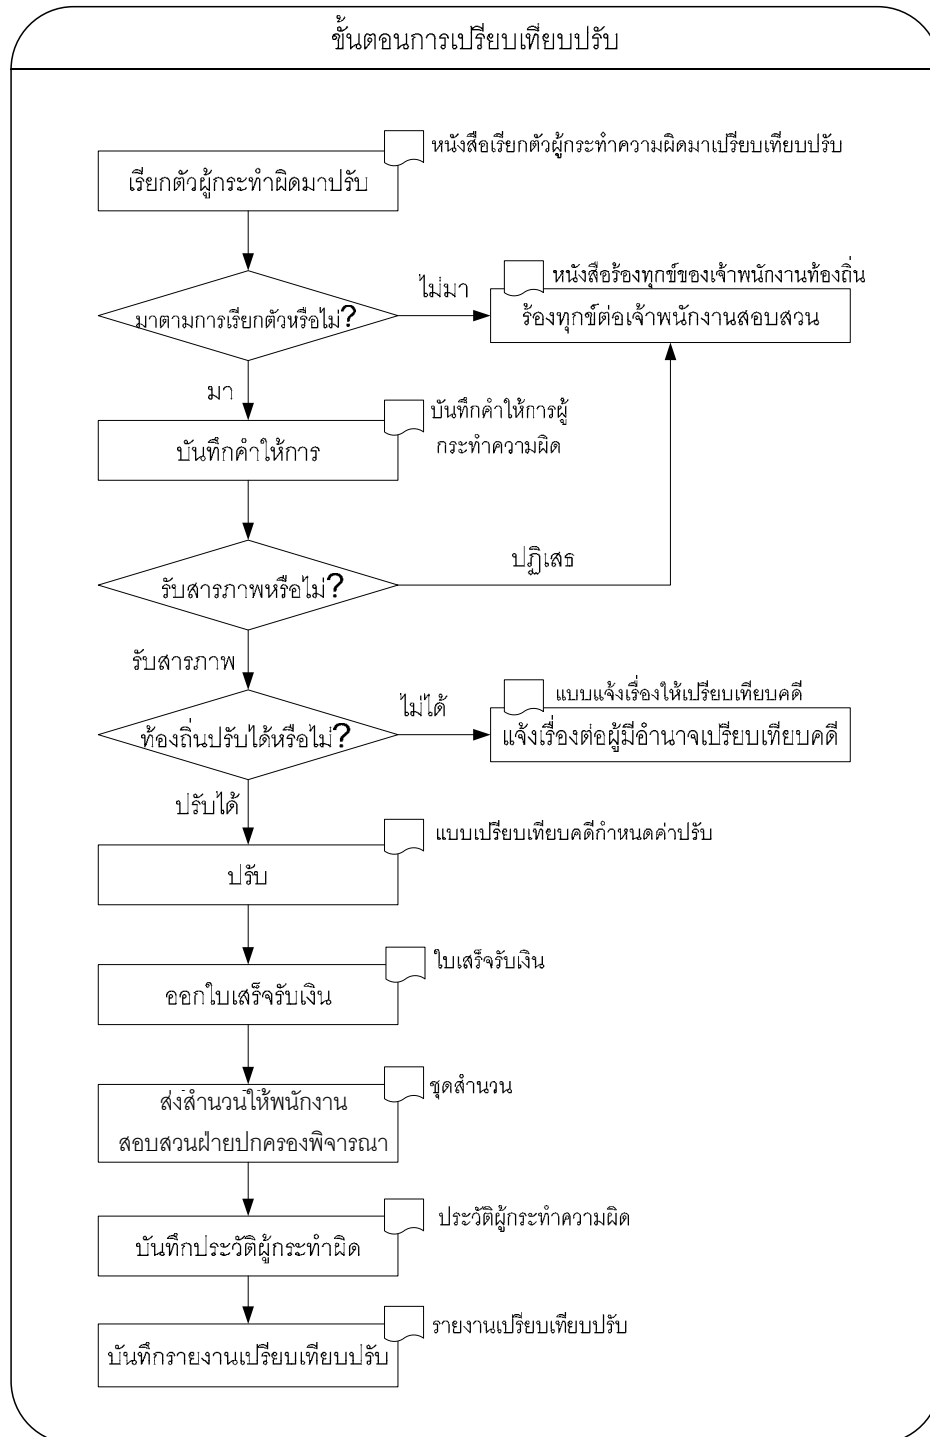 ขั้นตอนการเปรียบเทียบปรับ
หนังสือเรียกตัวผู้กระทำความผิดมาเปรียบเทียบปรับ
เรียกตัวผู้กระทำผิดมาปรับ
ไม่มา
หนังสือร้องทุกข์ของเจ้าพนักงานท้องถิ่น
มาตามการเรียกตัวหรือไม่?
ร้องทุกข์ต่อเจ้าพนักงานสอบสวน
มา
บันทึกคำให้การผู้
กระทำความผิด
บันทึกคำให้การ
ปฏิเสธ
รับสารภาพหรือไม่?
รับสารภาพ
ไม่ได้
แบบแจ้งเรื่องให้เปรียบเทียบคดี
ท้องถิ่นปรับได้หรือไม่?
แจ้งเรื่องต่อผู้มีอำนาจเปรียบเทียบคดี
ปรับได้
แบบเปรียบเทียบคดีกำหนดค่าปรับ
ปรับ
ใบเสร็จรับเงิน
ออกใบเสร็จรับเงิน
ชุดสำนวน
ส่งสำนวนให้พนักงาน
สอบสวนฝ่ายปกครองพิจารณา
ประวัติผู้กระทำความผิด
บันทึกประวัติผู้กระทำผิด
รายงานเปรียบเทียบปรับ
บันทึกรายงานเปรียบเทียบปรับ